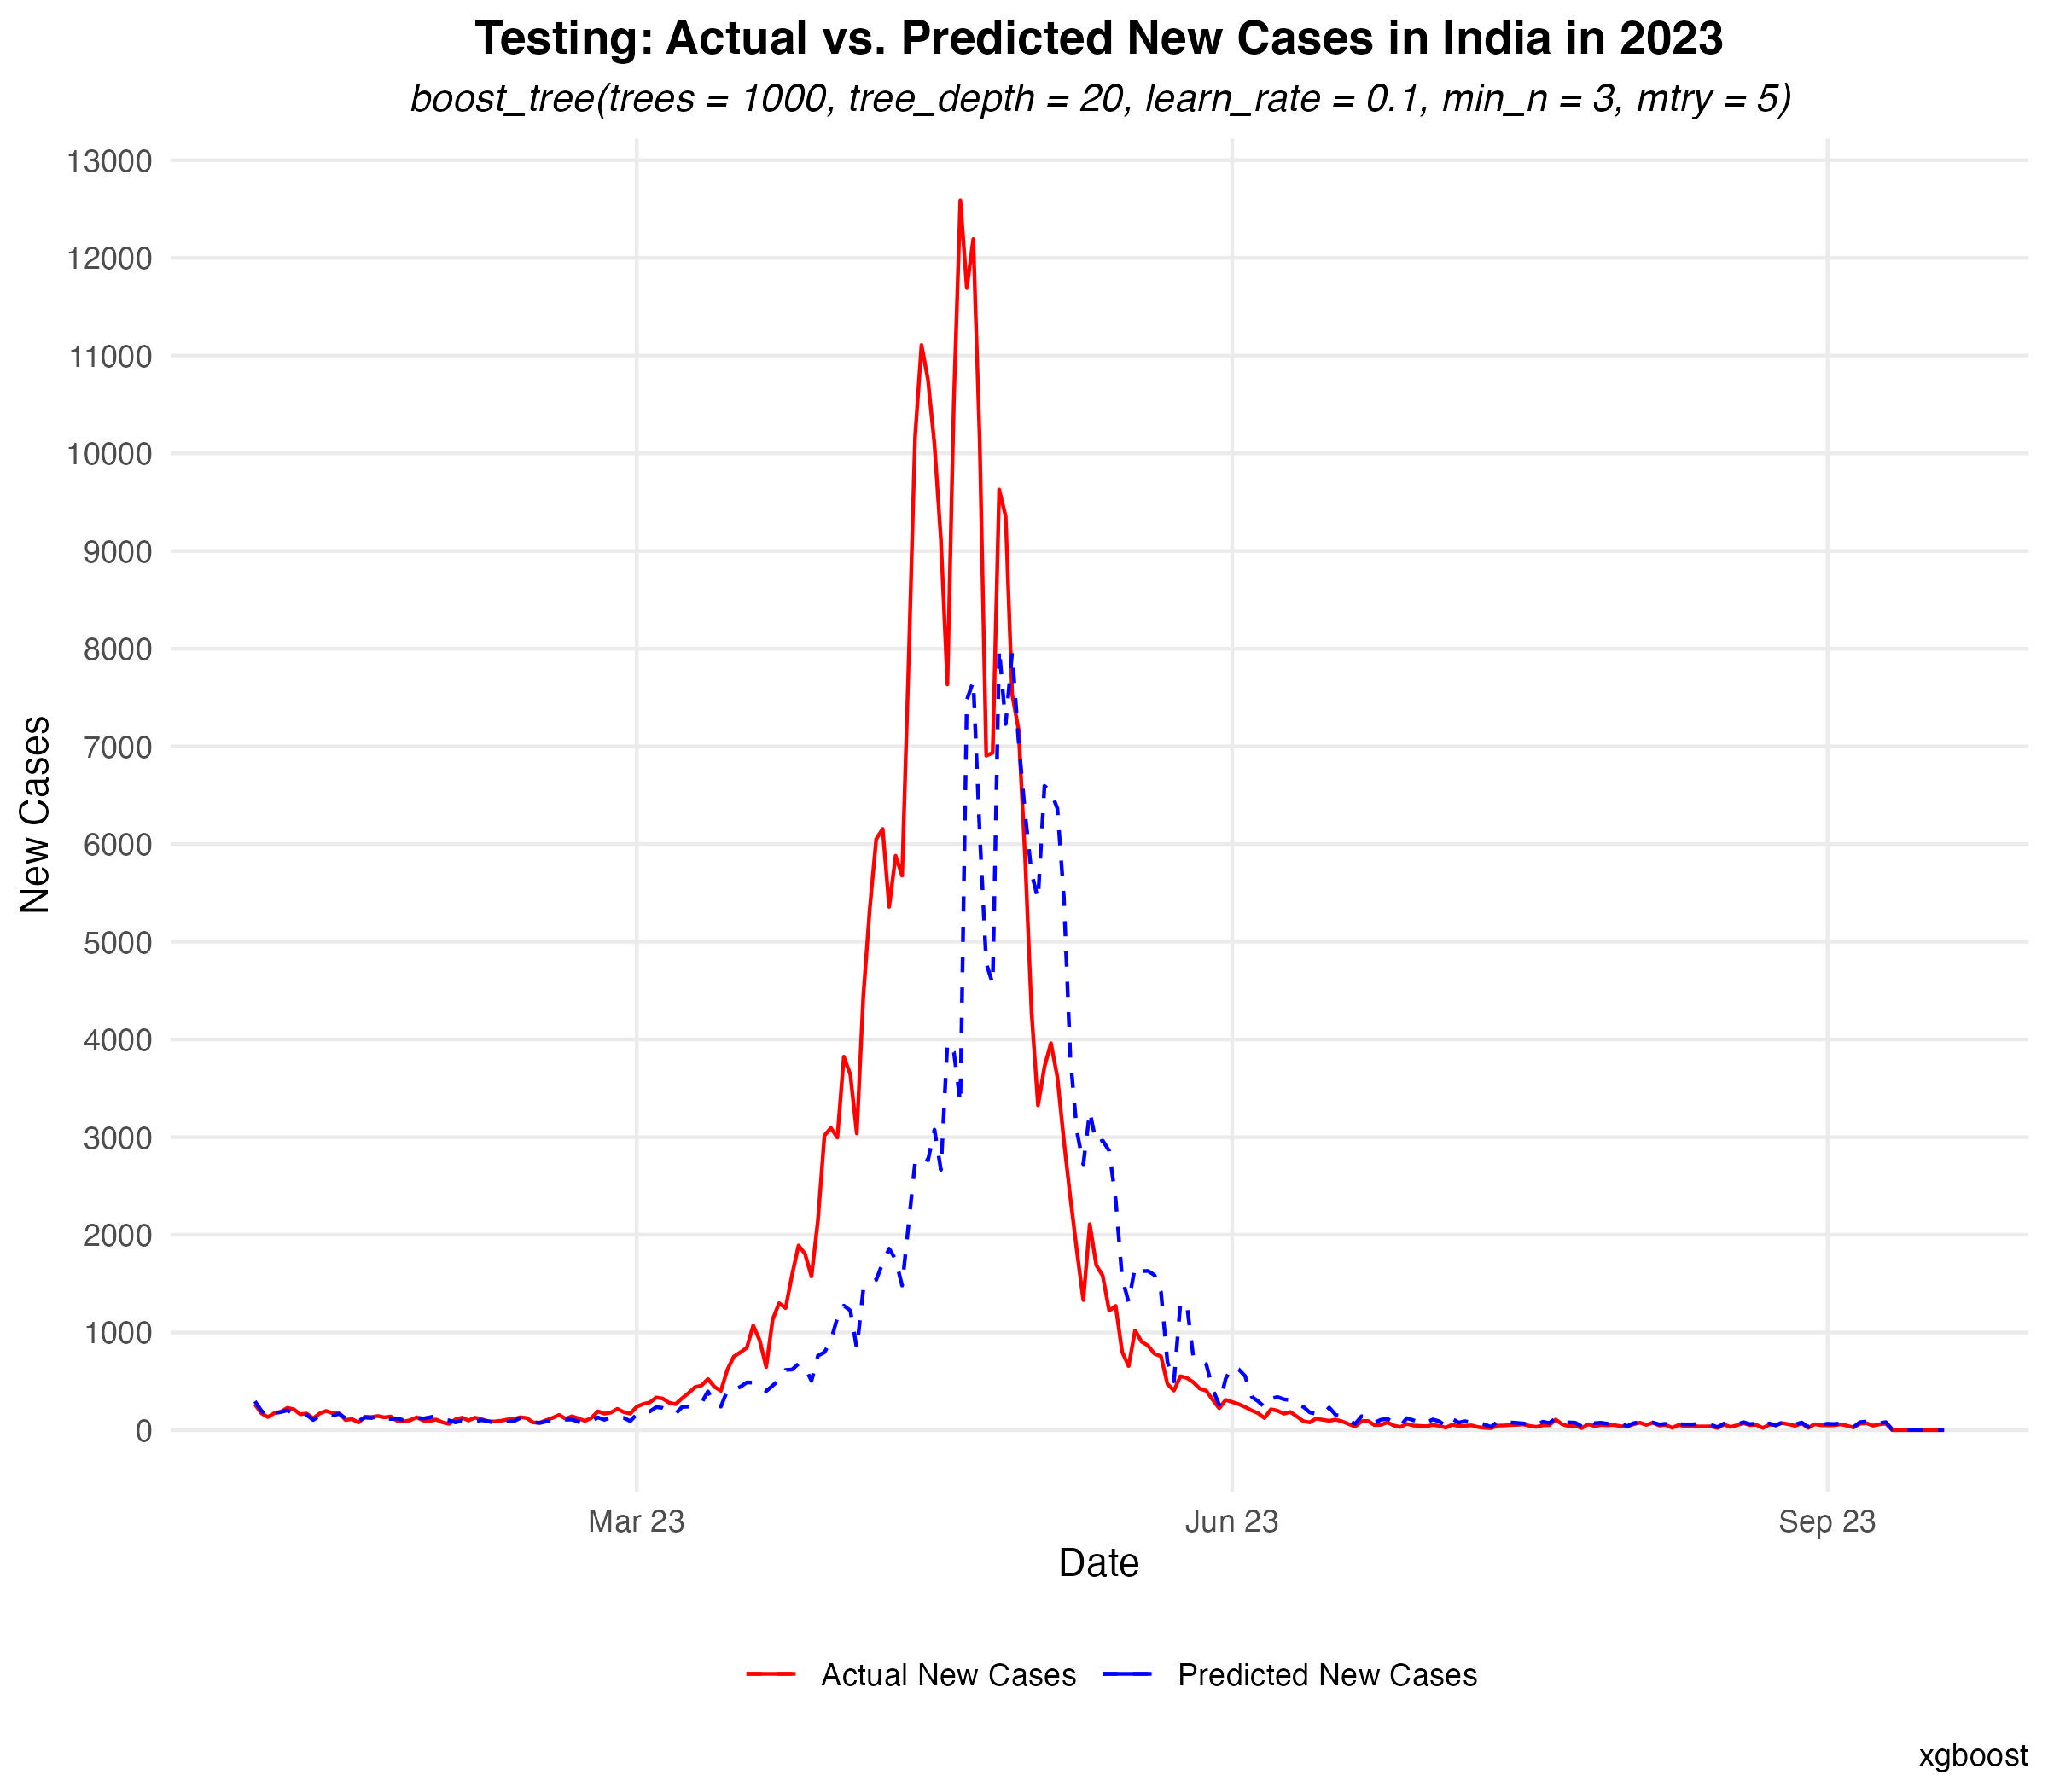 Testing: Actual vs. Predicted New Cases in India in 2023
boost_tree(trees = 1000, tree_depth = 20, learn_rate = 0.1, min_n = 3, mtry = 5)
13000
12000
11000
10000
9000
8000
7000
6000
5000
4000
3000
2000
1000
0
New Cases
Mar 23
Jun 23
Sep 23
Date
Actual New Cases
Predicted New Cases
xgboost